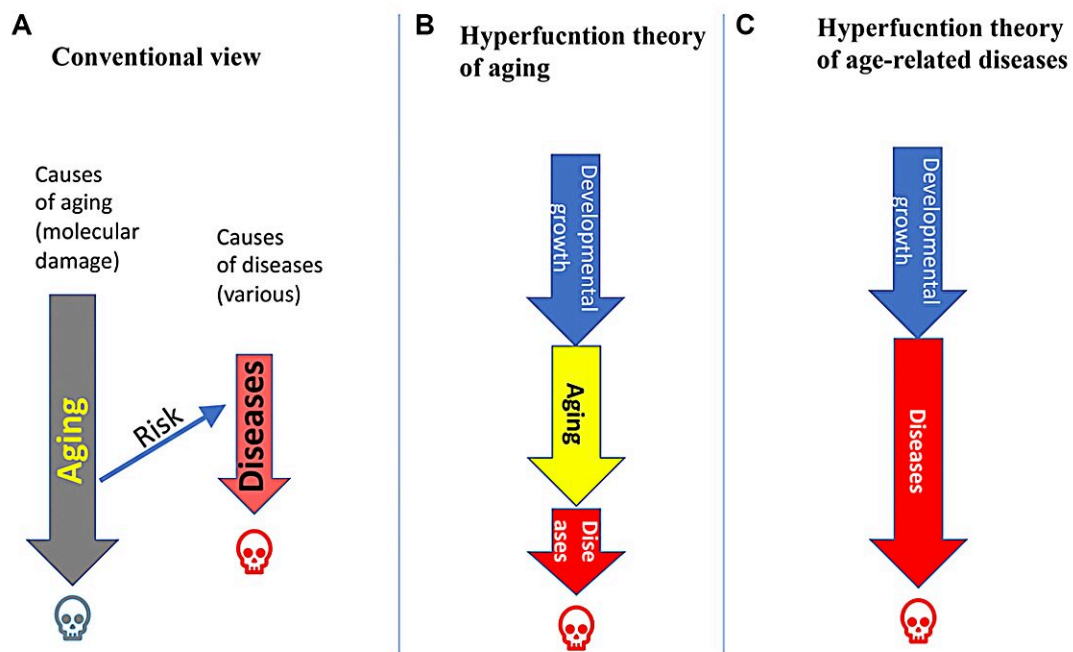 A
Conventional view
Causes
of aging
(molecular
damage)
Causes
of diseases
(various)
Aging
Risk
Diseases
B
Hyperfucntion theory
of aging
Developmental
growth
Aging
Dise
ases
C
Hyperfucntion theory
of age-related diseases
Developmental
growth
Diseases